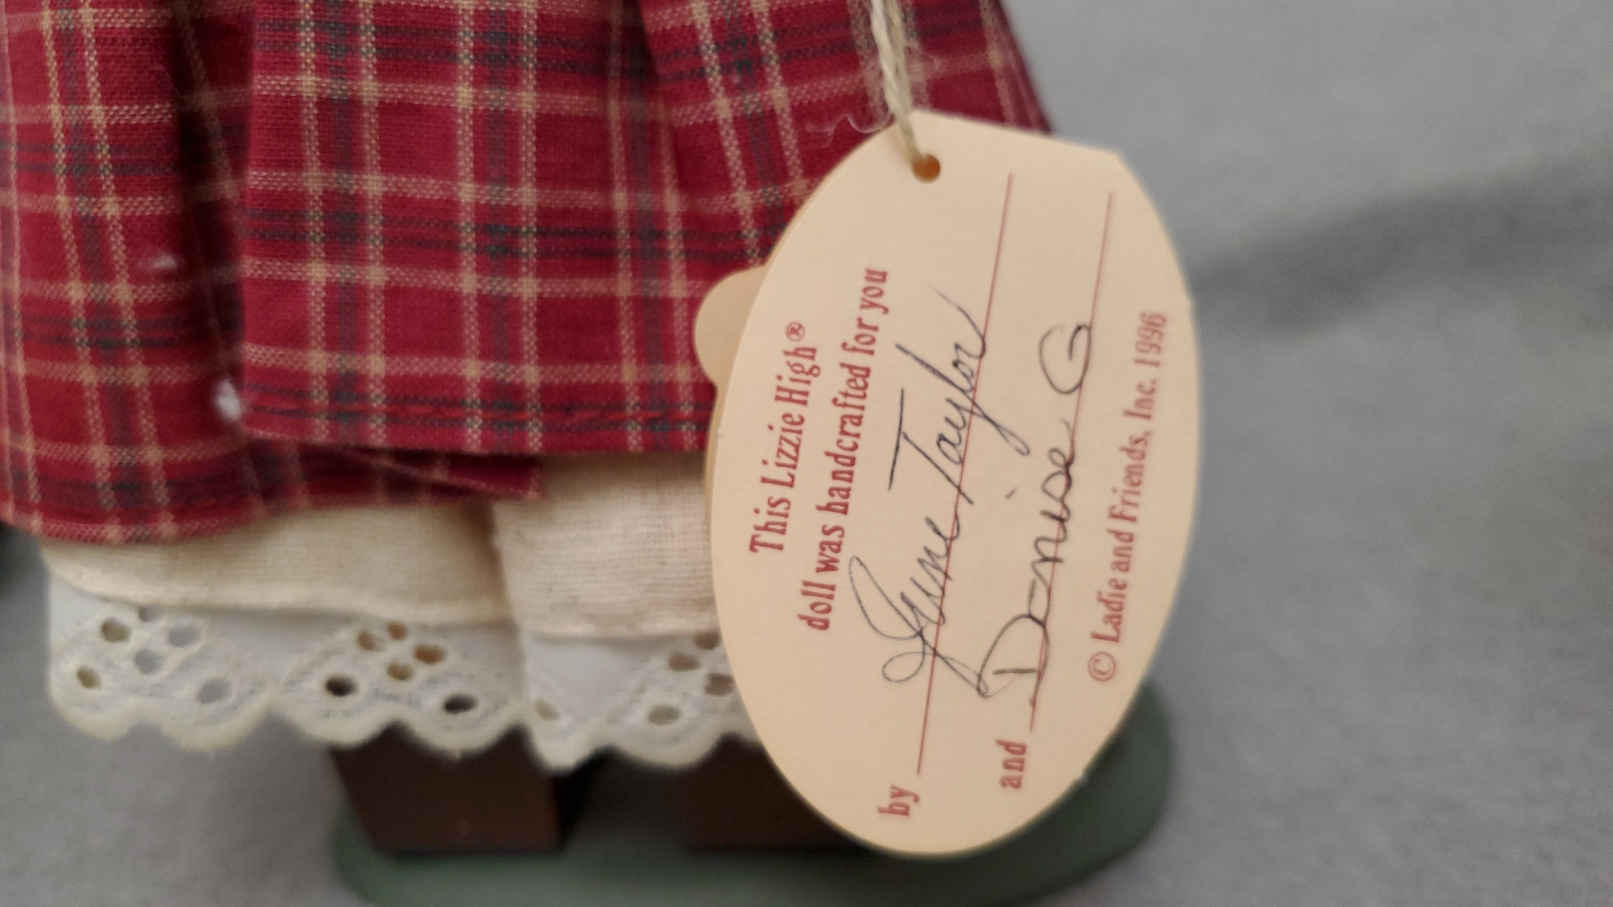 This Lizzie High®
doll was handcrafted for you
by June Taylor
and Denise G
© Ladie and Friends, Inc. 1996